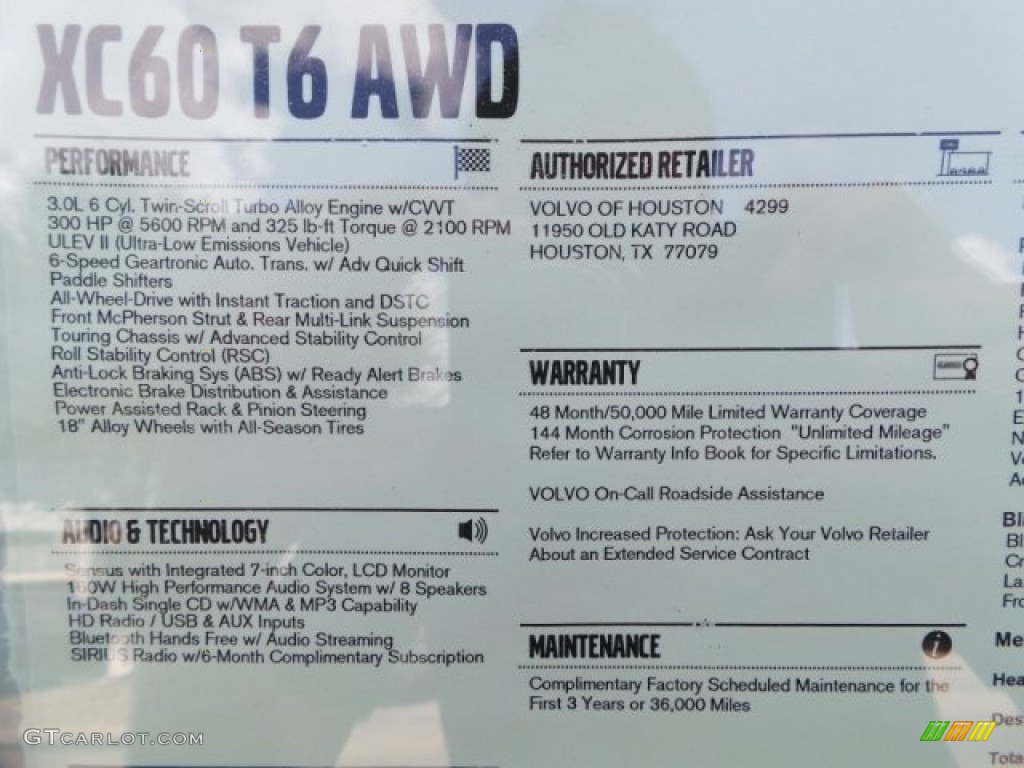 XC60 T6 AWD
PERFORMANCE
3.0L 6 Cyl. Twin-Scroll Turbo Alloy Engine w/CVVT
300 HP @ 5600 RPM and 325 lb-ft Torque @ 2100 RPM
ULEV II (Ultra-Low Emissions Vehicle)
6-Speed Geartronic Auto. Trans. w/ Adv Quick Shift
Paddle Shifters
All-Wheel-Drive with Instant Traction and DSTC
Front McPherson Strut & Rear Multi-Link Suspension
Touring Chassis w/ Advanced Stability Control
Roll Stability Control (RSC)
Anti-Lock Braking Sys (ABS) w/ Ready Alert Brakes
Electronic Brake Distribution & Assistance
Power Assisted Rack & Pinion Steering
18" Alloy Wheels with All-Season Tires
AUDIO & TECHNOLOGY
Sensus with Integrated 7-inch Color, LCD Monitor
160W High Performance Audio System w/ 8 Speakers
In-Dash Single CD w/WMA & MP3 Capability
HD Radio / USB & AUX Inputs
Bluetooth Hands Free w/ Audio Streaming
SIRIUS Radio w/6-Month Complimentary Subscription
AUTHORIZED RETAILER
VOLVO OF HOUSTON 4299
11950 OLD KATY ROAD
HOUSTON, TX 77079
WARRANTY
48 Month/50,000 Mile Limited Warranty Coverage
144 Month Corrosion Protection "Unlimited Mileage"
Refer to Warranty Info Book for Specific Limitations.
VOLVO On-Call Roadside Assistance
Volvo Increased Protection: Ask Your Volvo Retailer
About an Extended Service Contract
MAINTENANCE
Complimentary Factory Scheduled Maintenance for the
First 3 Years or 36,000 Miles
GTCARLOT.COM